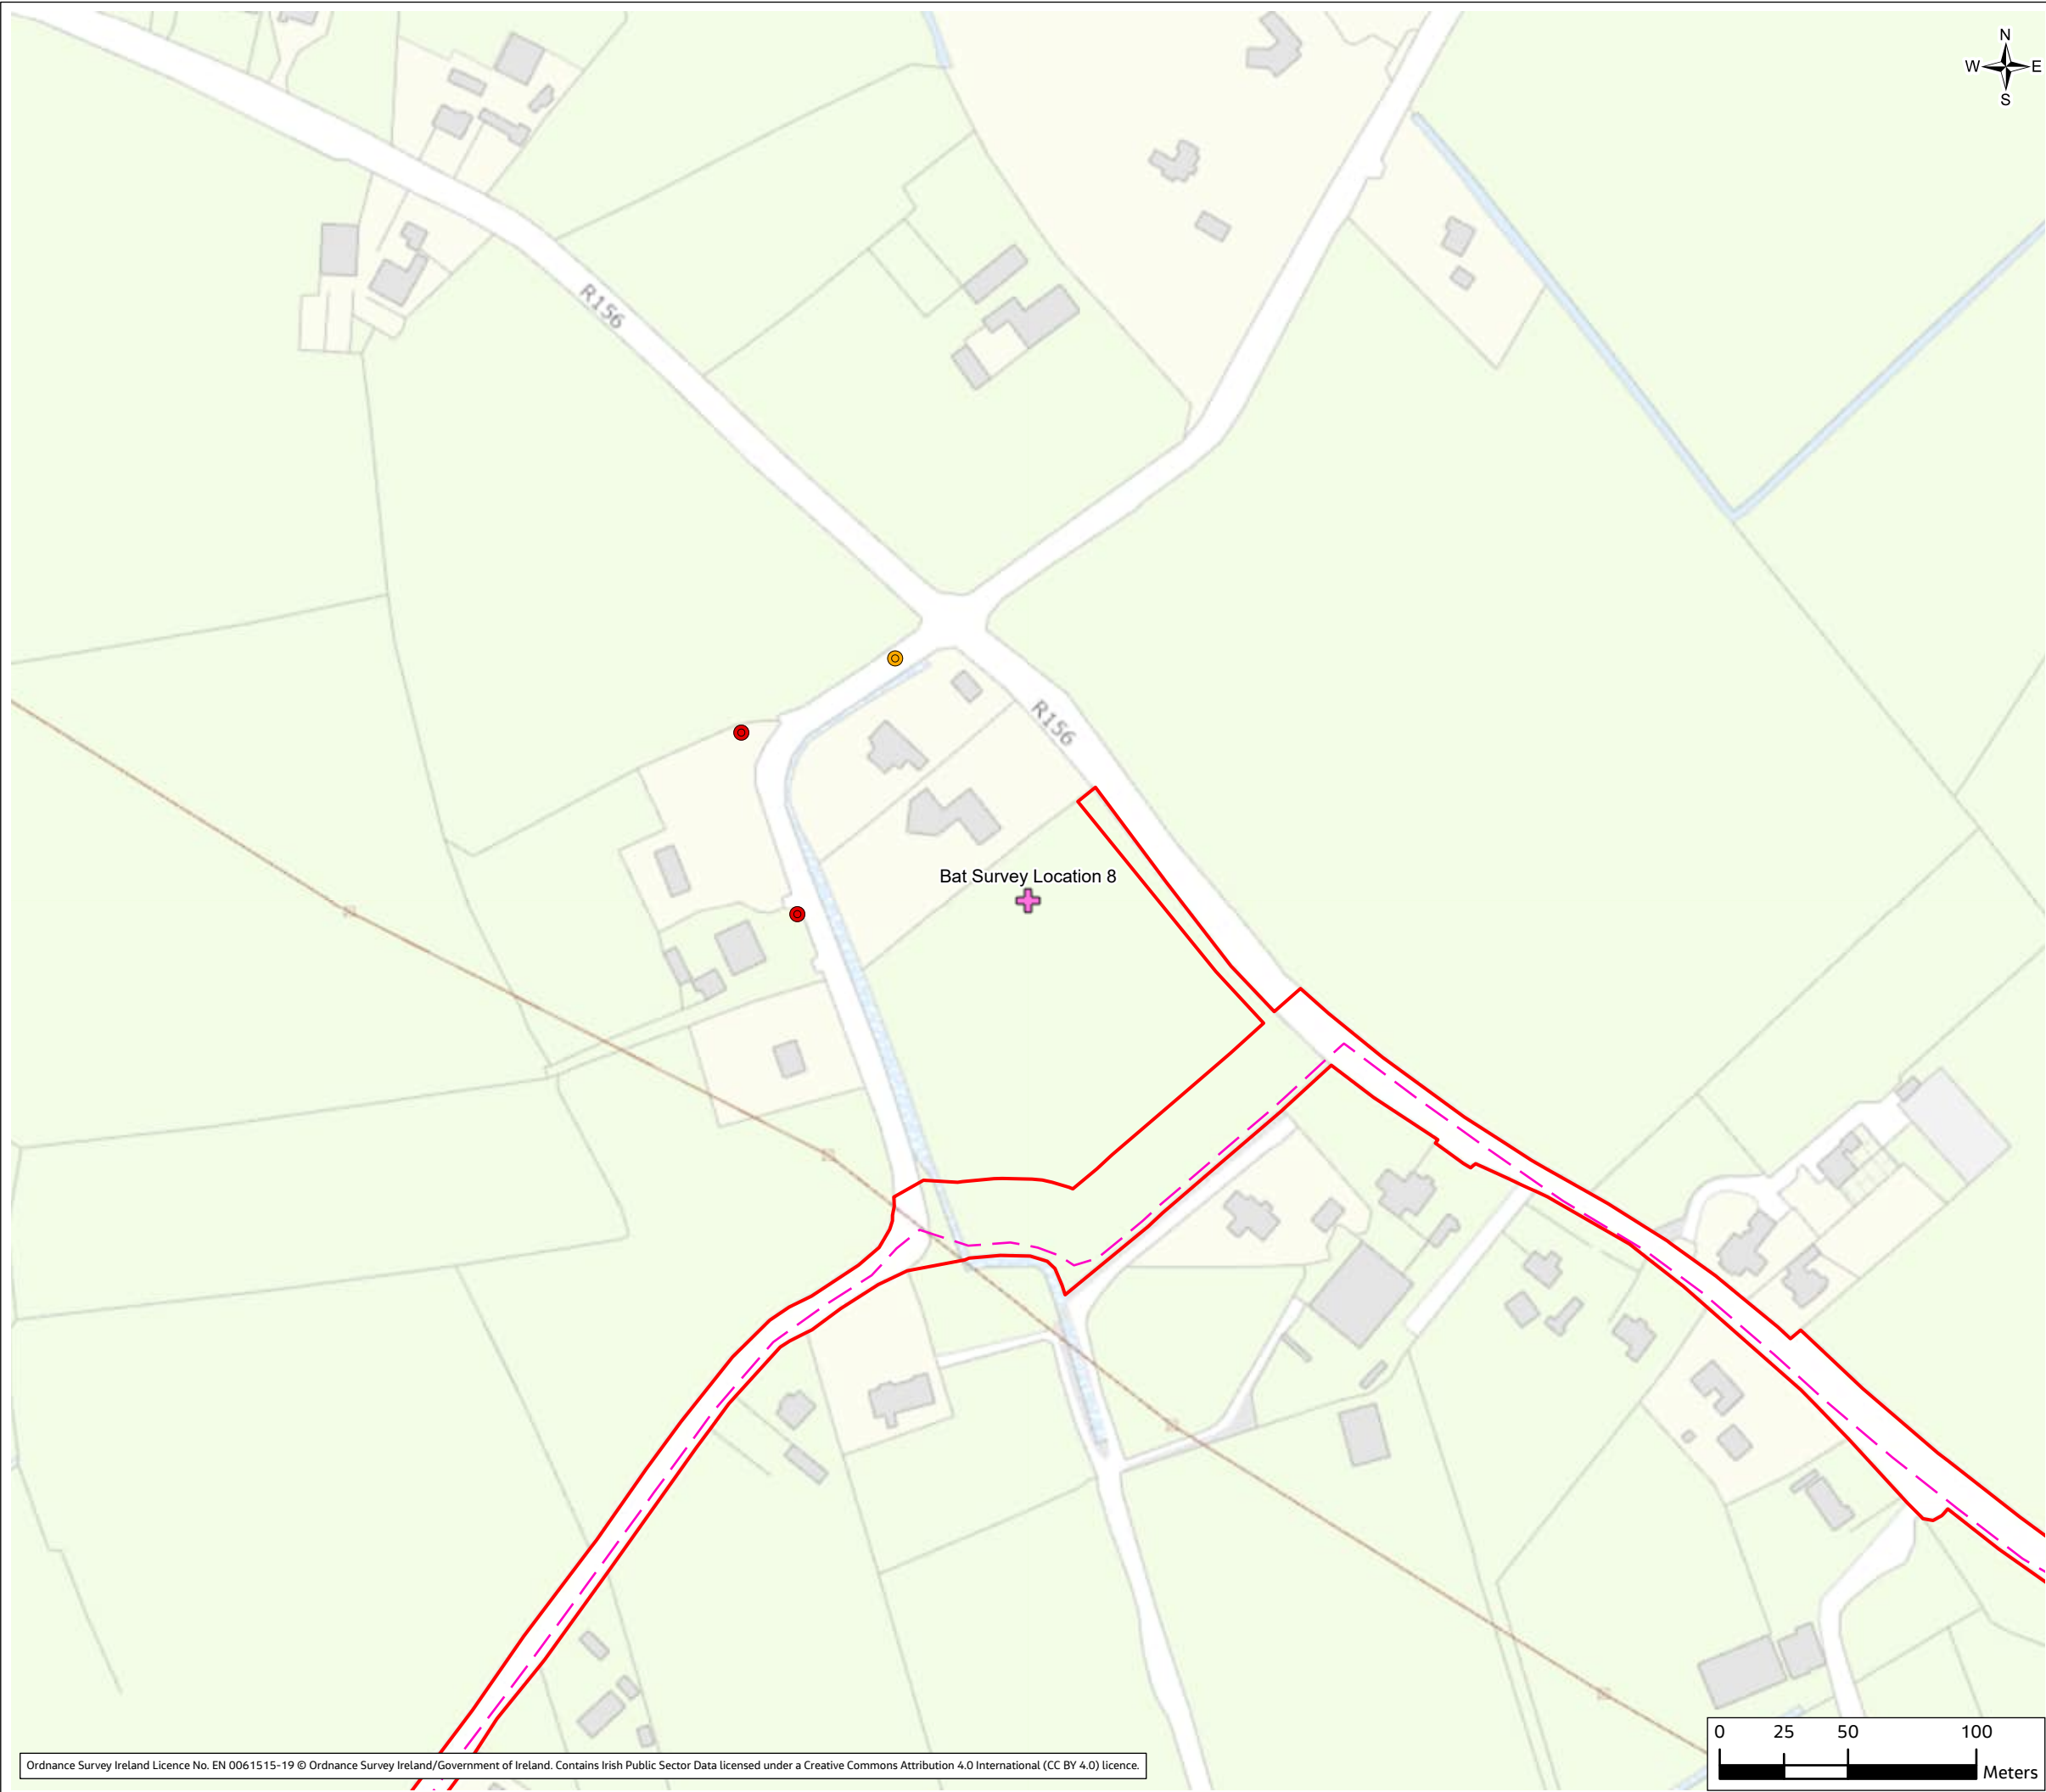 N
W E
S
R156
R156
Bat Survey Location 8
0 25 50 100
Meters
Ordnance Survey Ireland Licence No. EN 0061515-19 © Ordnance Survey Ireland/Government of Ireland. Contains Irish Public Sector Data licensed under a Creative Commons Attribution 4.0 International (CC BY 4.0) licence.